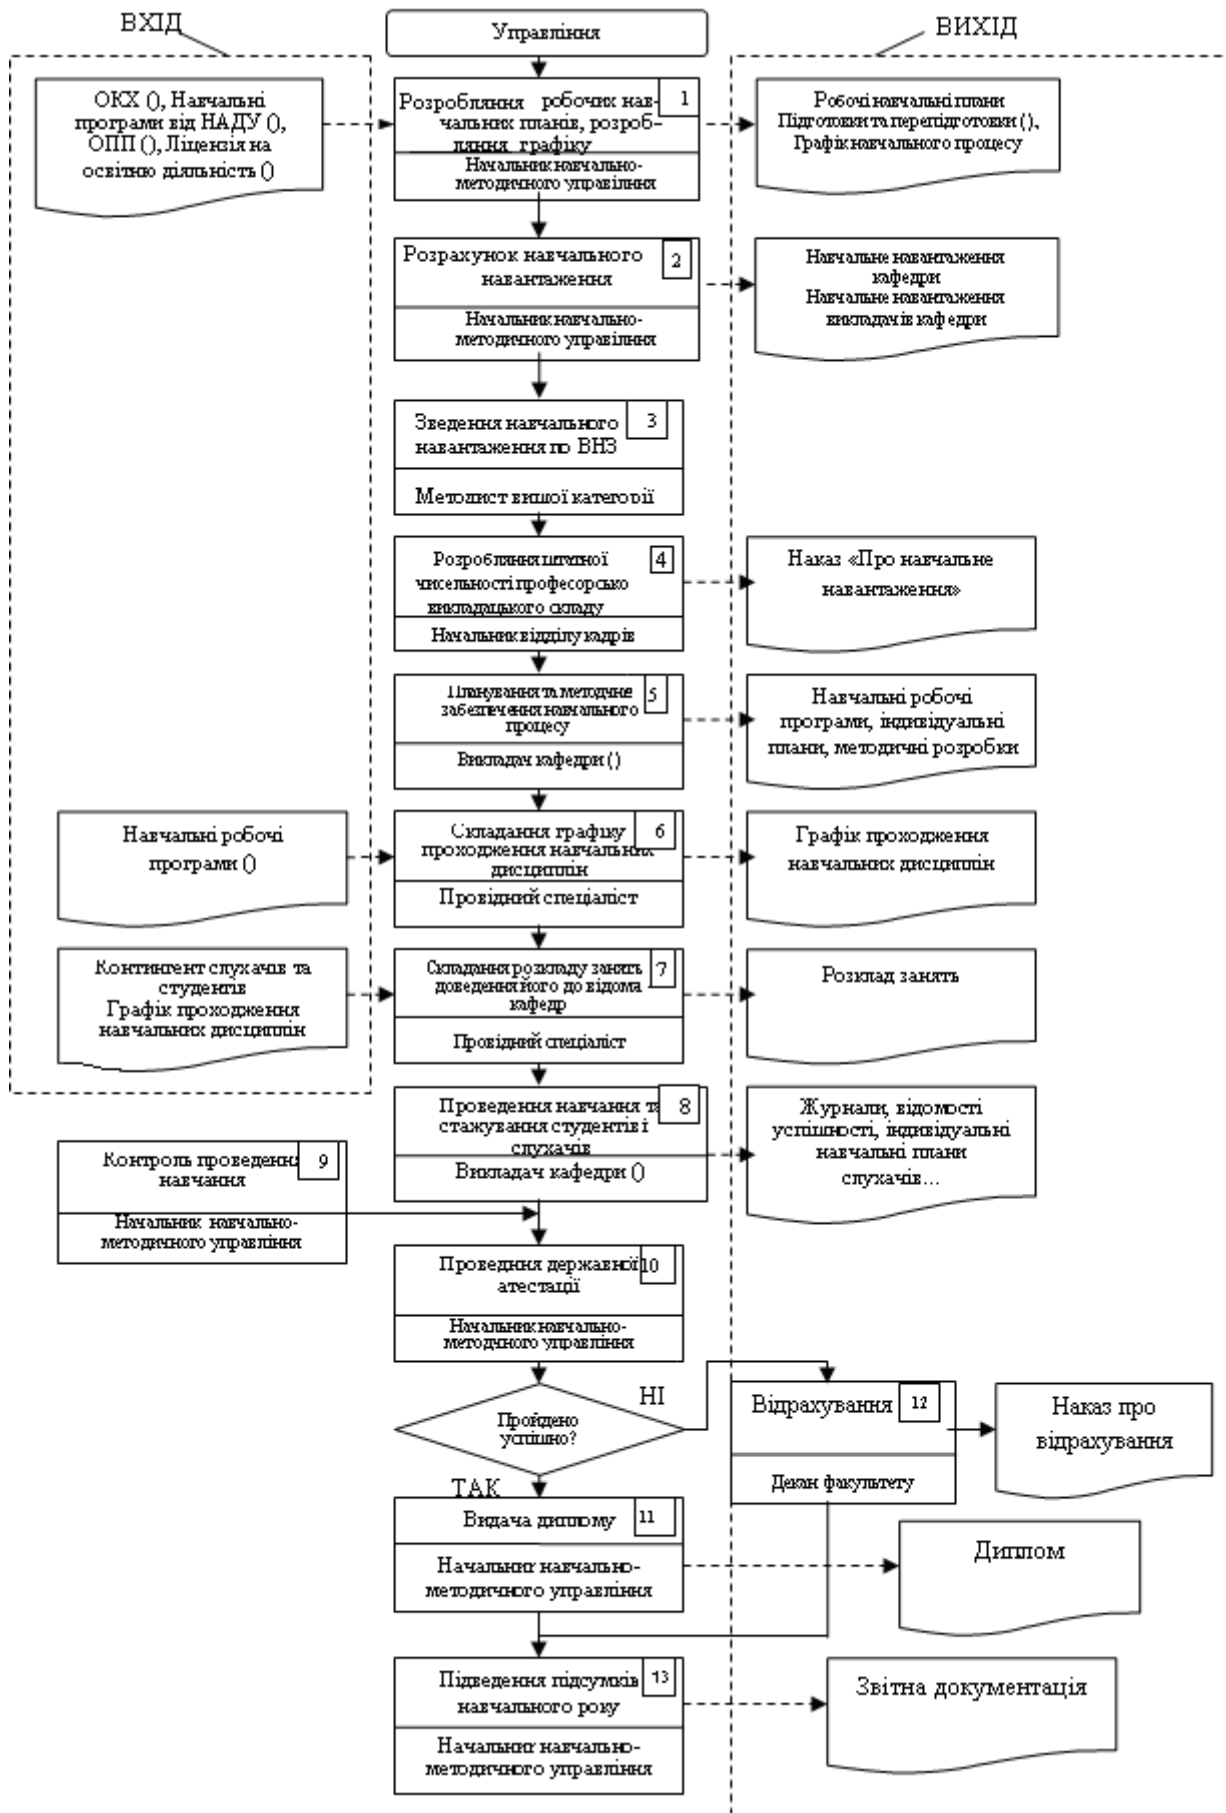 ВХІД
Управління
ВИХІД
ОКХ (), Навчальні
програми від НАДУ (),
ОПП (), Ліцензія на
освітню діяльність ()
1
Розробляння робочих нав-
чальних планів, розроб-
ляння графіку
Начальник навчально-
методичного управління
Робочі навчальні плани
Підготовки та перепідготовки (),
Графік навчального процесу
Розрахунок навчального
навантаження
2
Начальник навчально-
методичного управління
Навчальне навантаження
кафедри
Навчальне навантаження
викладачів кафедри
Зведення навчального
навантаження по ВНЗ
3
Методист вищої категорії
Розробляння штатної
чисельності професорсько
викладацького складу
4
Начальник відділу кадрів
Наказ «Про навчальне
навантаження»
Планування та методичне
забезпечення навчального
процесу
5
Викладач кафедри ()
Навчальні робочі
програми, індивідуальні
плани, методичні розробки
Навчальні робочі
програми ()
Складання графіку
проходження навчальних
дисциплін
6
Провідний спеціаліст
Графік проходження
навчальних дисциплін
Контингент слухачів та
студентів
Графік проходження
навчальних дисциплін
Складання розкладу занять
доведення його до відома
кафедр
7
Провідний спеціаліст
Розклад занять
Проведення навчання та
стажування студентів і
слухачів
8
Викладач кафедри ()
Журнали, відомості
успішності, індивідуальні
навчальні плани
слухачів...
Контроль проведення
навчання
9
Начальник навчально-
методичного управління
Проведння державної
атестації
10
Начальник навчально-
методчного управління
Пройдено
успішно?
НІ
ТАК
Відрахування
12
Декан факультету
Наказ про
відрахування
Видача диплому
11
Начальник навчально-
методичного управління
Диплом
Підведення підсумків
навчального року
13
Начальник навчально-
методичного управління
Звітна документація